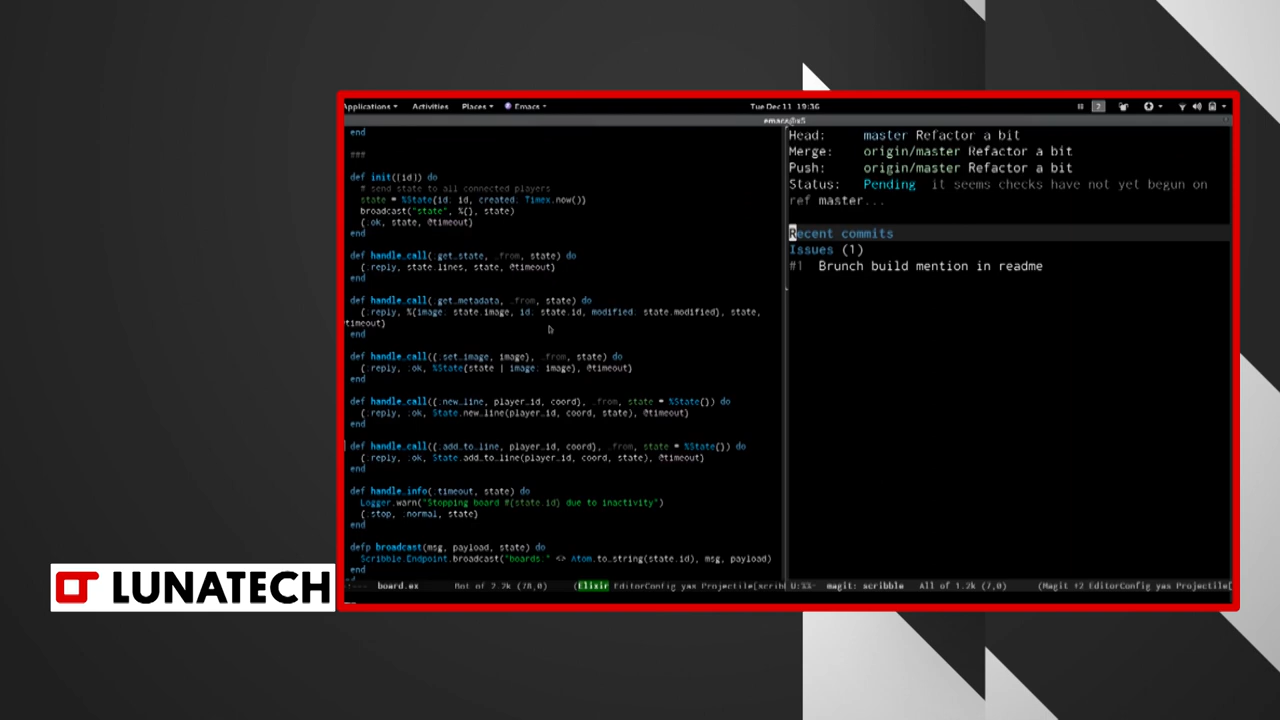 Applications Activities Places Emacs Tue Dec 11, 19:36 2
emacs@x5
end
###
def init([id]) do
# send state to all connected players
state = %State{id: id, created: Timex.now()}
broadcast("state", %{}, state)
{:ok, state, @timeout}
end
def handle_call(:get_state, _from, state) do
{:reply, state.lines, state, @timeout}
end
def handle_call(:get_metadata, _from, state) do
{:reply, %{image: state.image, id: state.id, modified: state.modified}, state,
@timeout}
end
def handle_call({:set_image, image}, _from, state) do
{:reply, :ok, %State{state | image: image}, @timeout}
end
def handle_call({:new_line, player_id, coord}, _from, state = %State{}) do
{:reply, :ok, State.new_line(player_id, coord, state), @timeout}
end
def handle_call({:add_to_line, player_id, coord}, _from, state = %State{}) do
{:reply, :ok, State.add_to_line(player_id, coord, state), @timeout}
end
def handle_info(:timeout, state) do
Logger.warn("Stopping board #{state.id} due to inactivity")
{:stop, :normal, state}
end
defp broadcast(msg, payload, state) do
Scribble.Endpoint.broadcast("boards:" <> Atom.to_string(state.id), msg, payload)
end
board.ex Bot of 2.2k (78,0) (Elixir EditorConfig yas Projectile[scrib
Head: master Refactor a bit
Merge: origin/master Refactor a bit
Push: origin/master Refactor a bit
Status: Pending it seems checks have not yet begun on
ref master...
Recent commits
Issues (1)
#1 Brunch build mention in readme
U:%%- magit: scribble All of 1.2k (7,0) (Magit +2 EditorConfig yas Projectile[
LUNATECH